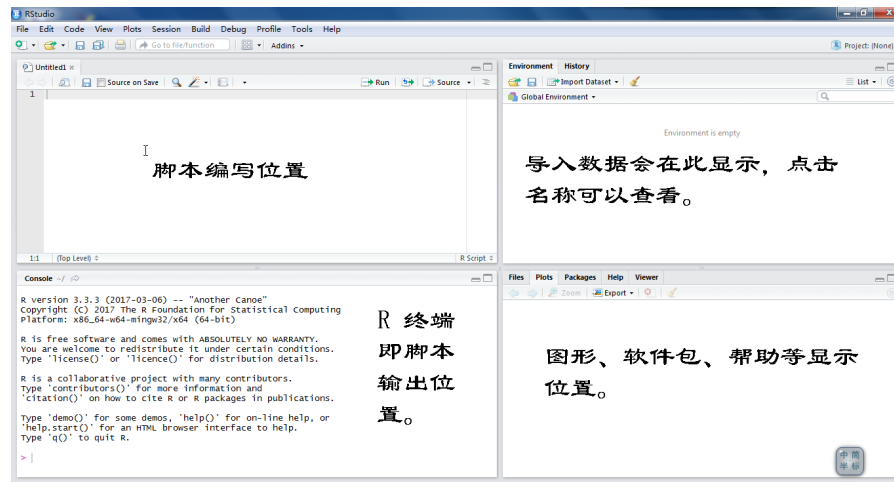 RStudio
File Edit Code View Plots Session Build Debug Profile Tools Help
Go to file/function
Addins
Project: (None)
Untitled1
Source on Save
Run
Source
1
脚本编写位置
1:1 (Top Level)
R Script
Environment History
Import Dataset
List
Global Environment
Environment is empty
导入数据会在此显示，点击
名称可以查看。
Console ~/
R version 3.3.3 (2017-03-06) -- "Another Canoe"
Copyright (C) 2017 The R Foundation for Statistical Computing
Platform: x86_64-w64-mingw32/x64 (64-bit)
R is free software and comes with ABSOLUTELY NO WARRANTY.
You are welcome to redistribute it under certain conditions.
Type 'license()' or 'licence()' for distribution details.
R is a collaborative project with many contributors.
Type 'contributors()' for more information and
'citation()' on how to cite R or R packages in publications.
Type 'demo()' for some demos, 'help()' for on-line help, or
'help.start()' for an HTML browser interface to help.
Type 'q()' to quit R.
>
R 终端
即脚本
输出位
置。
Files Plots Packages Help Viewer
Zoom Export
图形、软件包、帮助等显示
位置。
中 简
半 标